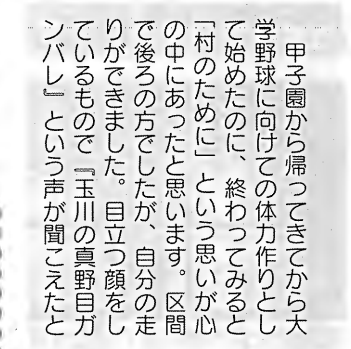 甲子園から帰ってきてから大
学野球に向けての体力作りとし
て始めたのに、終わってみると
「村のために」という思いが心
の中にあったと思います。区間
で後ろの方でしたが、自分の走
りができました。目立つ顔をし
ているもので『玉川の真野目ガ
ンバレ』という声が聞こえたと